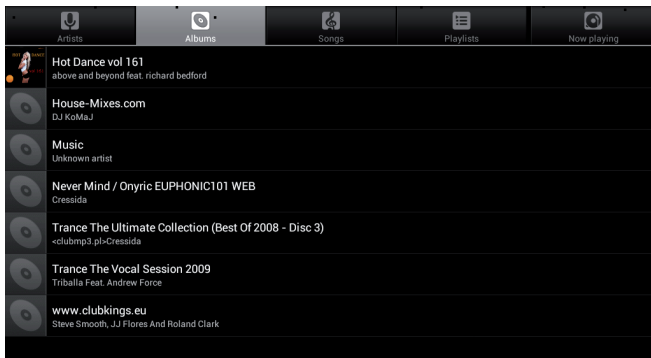 Artists
Albums
Songs
Playlists
Now playing
HOT DANCE
Hot Dance vol 161
above and beyond feat. richard bedford
House-Mixes.com
DJ KoMaJ
Music
Unknown artist
Never Mind / Onyric EUPHONIC101 WEB
Cressida
Trance The Ultimate Collection (Best Of 2008 - Disc 3)
<clubmp3.pl>Cressida
Trance The Vocal Session 2009
Triballa Feat. Andrew Force
www.clubkings.eu
Steve Smooth, JJ Flores And Roland Clark